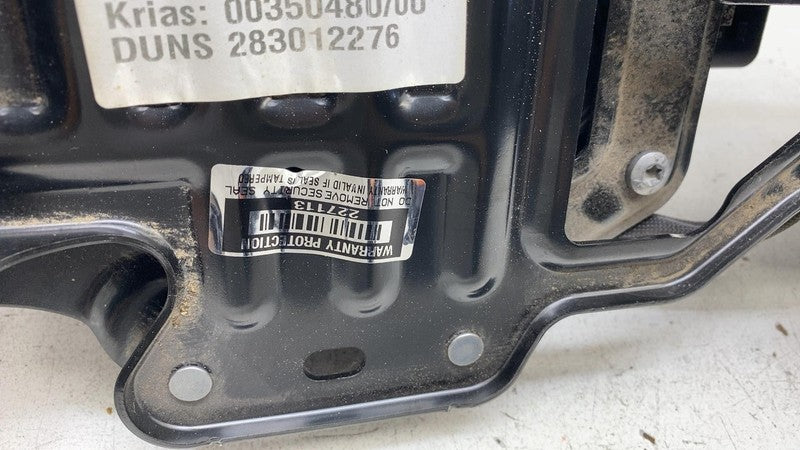 Krias: 00350480/00
DUNS 283012276
WARRANTY PROTECTION
227113
DO NOT REMOVE SECURITY SEAL
WARRANTY INVALID IF SEAL IS TAMPERED